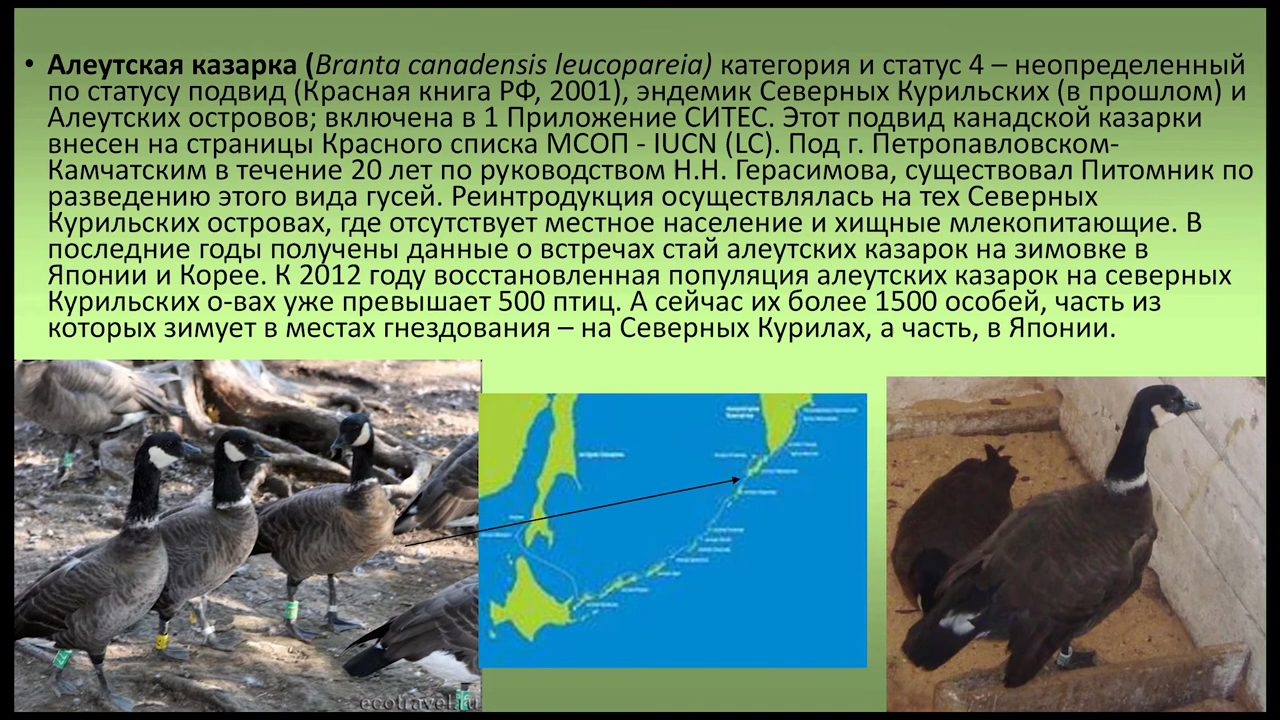 • Алеутская казарка (Branta canadensis leucopareia) категория и статус 4 – неопределенный
по статусу подвид (Красная книга РФ, 2001), эндемик Северных Курильских (в прошлом) и
Алеутских островов; включена в 1 Приложение СИТЕС. Этот подвид канадской казарки
внесен на страницы Красного списка МСОП - IUCN (LC). Под г. Петропавловском-
Камчатским в течение 20 лет по руководством Н.Н. Герасимова, существовал Питомник по
разведению этого вида гусей. Реинтродукция осуществлялась на тех Северных
Курильских островах, где отсутствует местное население и хищные млекопитающие. В
последние годы получены данные о встречах стай алеутских казарок на зимовке в
Японии и Корее. К 2012 году восстановленная популяция алеутских казарок на северных
Курильских о-вах уже превышает 500 птиц. А сейчас их более 1500 особей, часть из
которых зимует в местах гнездования – на Северных Курилах, а часть, в Японии.
ecotravel.ru